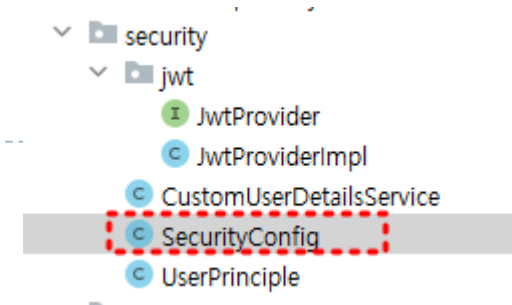 security
jwt
I JwtProvider
C JwtProviderImpl
C CustomUserDetailsService
C SecurityConfig
C UserPrinciple